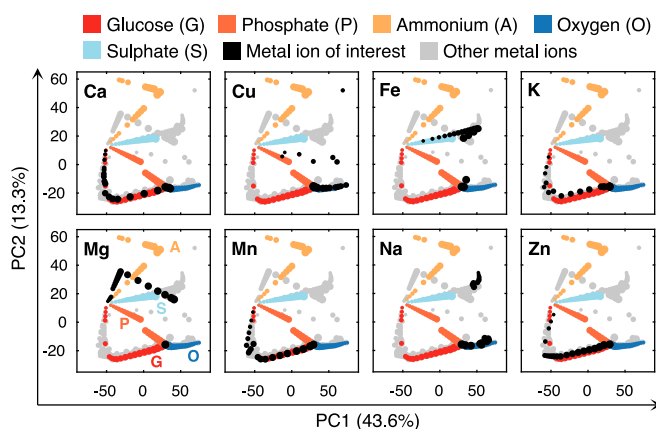 Glucose (G) Phosphate (P) Ammonium (A) Oxygen (O)
Sulphate (S) Metal ion of interest Other metal ions
60 Ca Cu Fe K
40
20
0
-20
60 Mg A Mn Na Zn
40
20 S
0 P
-20 G O
-50 0 50 -50 0 50 -50 0 50 -50 0 50
PC2 (13.3%)
PC1 (43.6%)